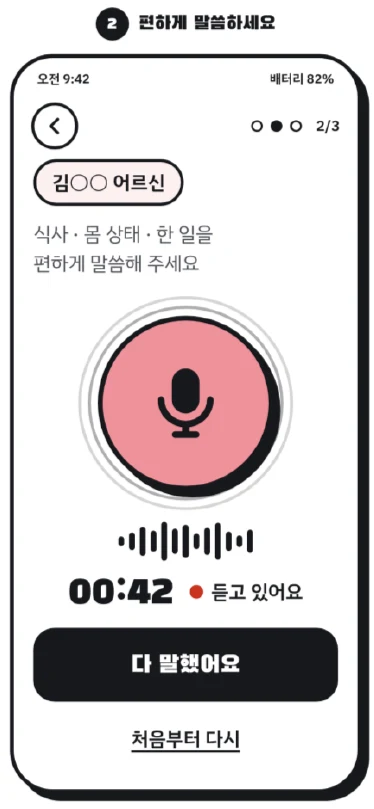 2 편하게 말씀하세요
오전 9:42 배터리 82%
2/3
김○○ 어르신
식사 · 몸 상태 · 한 일을
편하게 말씀해 주세요
00:42 듣고 있어요
다 말했어요
처음부터 다시